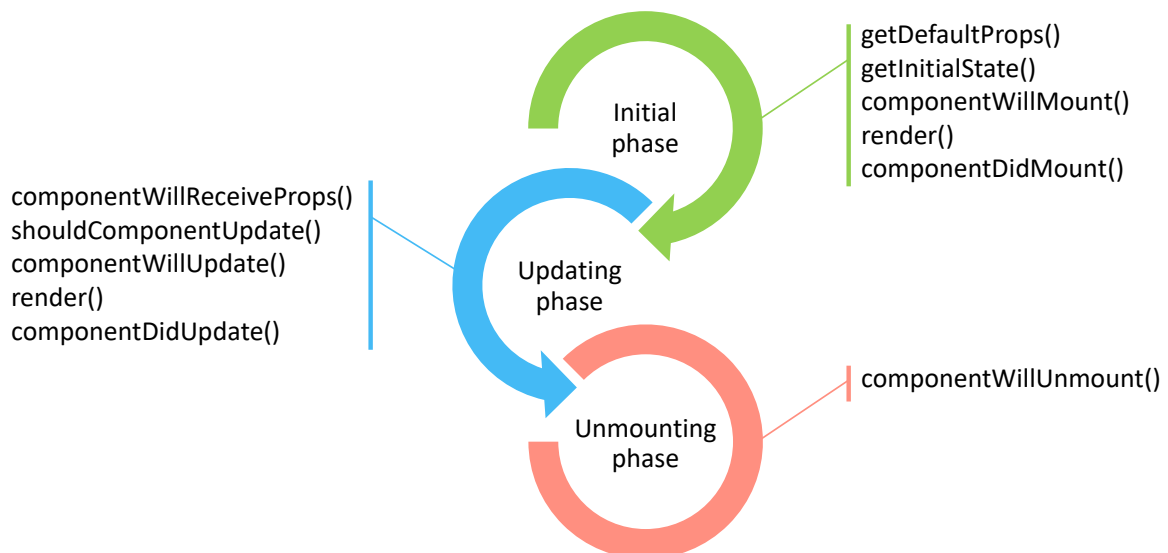 Initial
phase
getDefaultProps()
getInitialState()
componentWillMount()
render()
componentDidMount()
componentWillReceiveProps()
shouldComponentUpdate()
componentWillUpdate()
render()
componentDidUpdate()
Updating
phase
Unmounting
phase
componentWillUnmount()